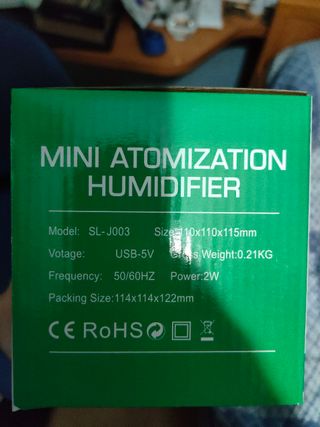 MINI ATOMIZATION
HUMIDIFIER
Model: SL-J003 Size:110x110x115mm
Votage: USB-5V Gross Weight:0.21KG
Frequency: 50/60HZ Power:2W
Packing Size:114x114x122mm
CE RoHS